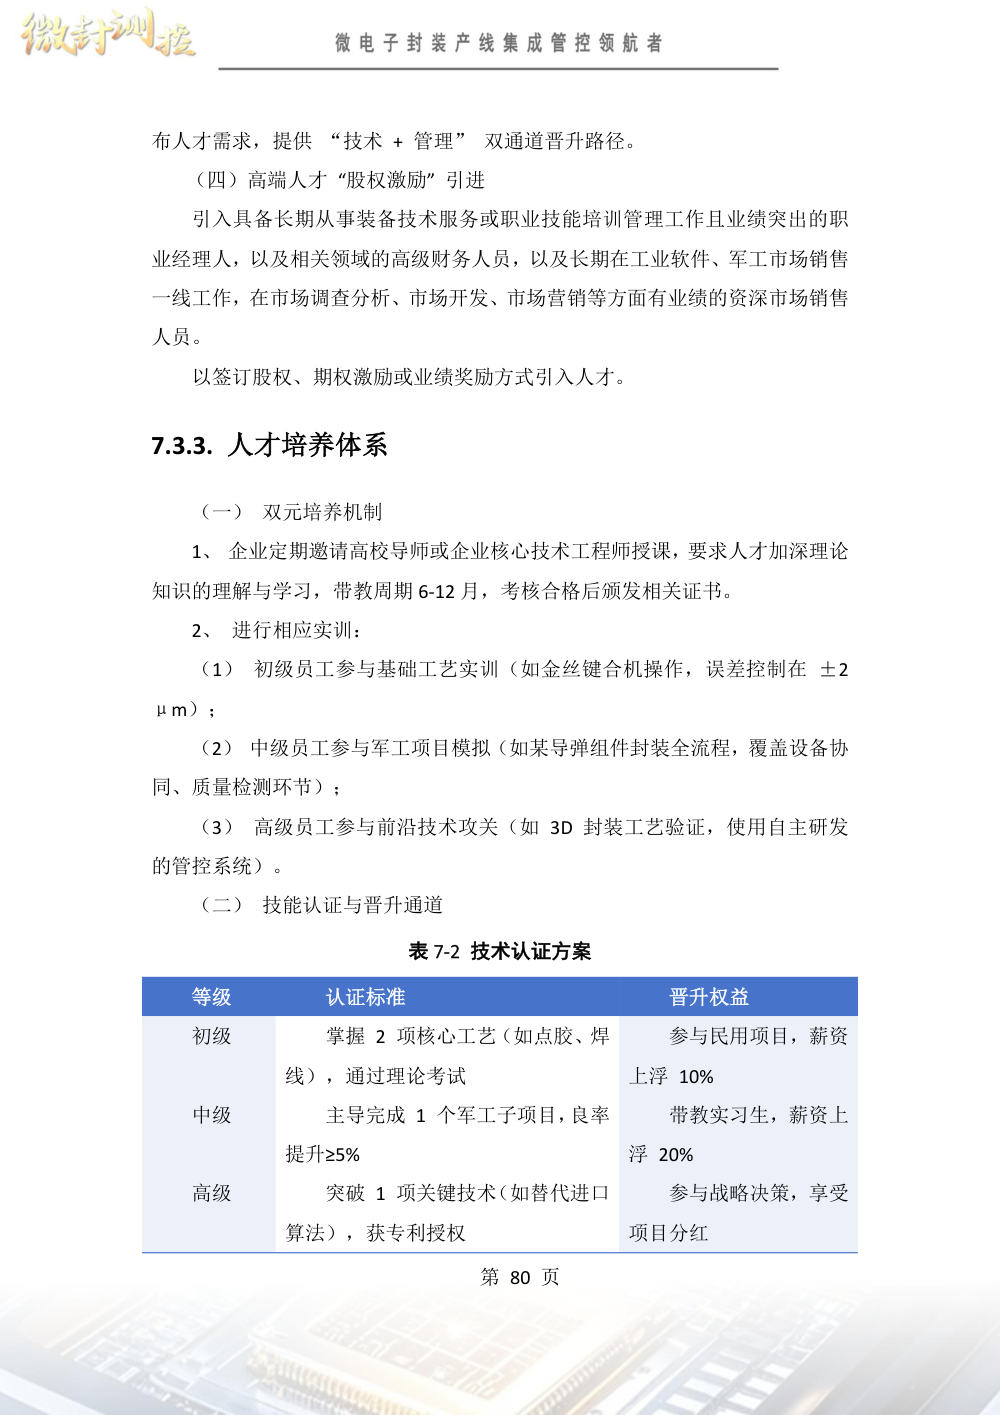 微封训控
微电子封装产线集成管控领航者
布人才需求，提供 “技术 + 管理” 双通道晋升路径。
（四）高端人才 “股权激励” 引进
引入具备长期从事装备技术服务或职业技能培训管理工作且业绩突出的职
业经理人，以及相关领域的高级财务人员，以及长期在工业软件、军工市场销售
一线工作，在市场调查分析、市场开发、市场营销等方面有业绩的资深市场销售
人员。
以签订股权、期权激励或业绩奖励方式引入人才。
7.3.3. 人才培养体系
（一） 双元培养机制
1、 企业定期邀请高校导师或企业核心技术工程师授课，要求人才加深理论
知识的理解与学习，带教周期 6-12 月，考核合格后颁发相关证书。
2、 进行相应实训：
（1） 初级员工参与基础工艺实训（如金丝键合机操作，误差控制在 ±2
μm）；
（2） 中级员工参与军工项目模拟（如某导弹组件封装全流程，覆盖设备协
同、质量检测环节）；
（3） 高级员工参与前沿技术攻关（如 3D 封装工艺验证，使用自主研发
的管控系统）。
（二） 技能认证与晋升通道
表 7-2 技术认证方案
等级 认证标准 晋升权益
初级 掌握 2 项核心工艺（如点胶、焊 参与民用项目，薪资
线），通过理论考试 上浮 10%
中级 主导完成 1 个军工子项目，良率 带教实习生，薪资上
提升≥5% 浮 20%
高级 突破 1 项关键技术（如替代进口 参与战略决策，享受
算法），获专利授权 项目分红
第 80 页